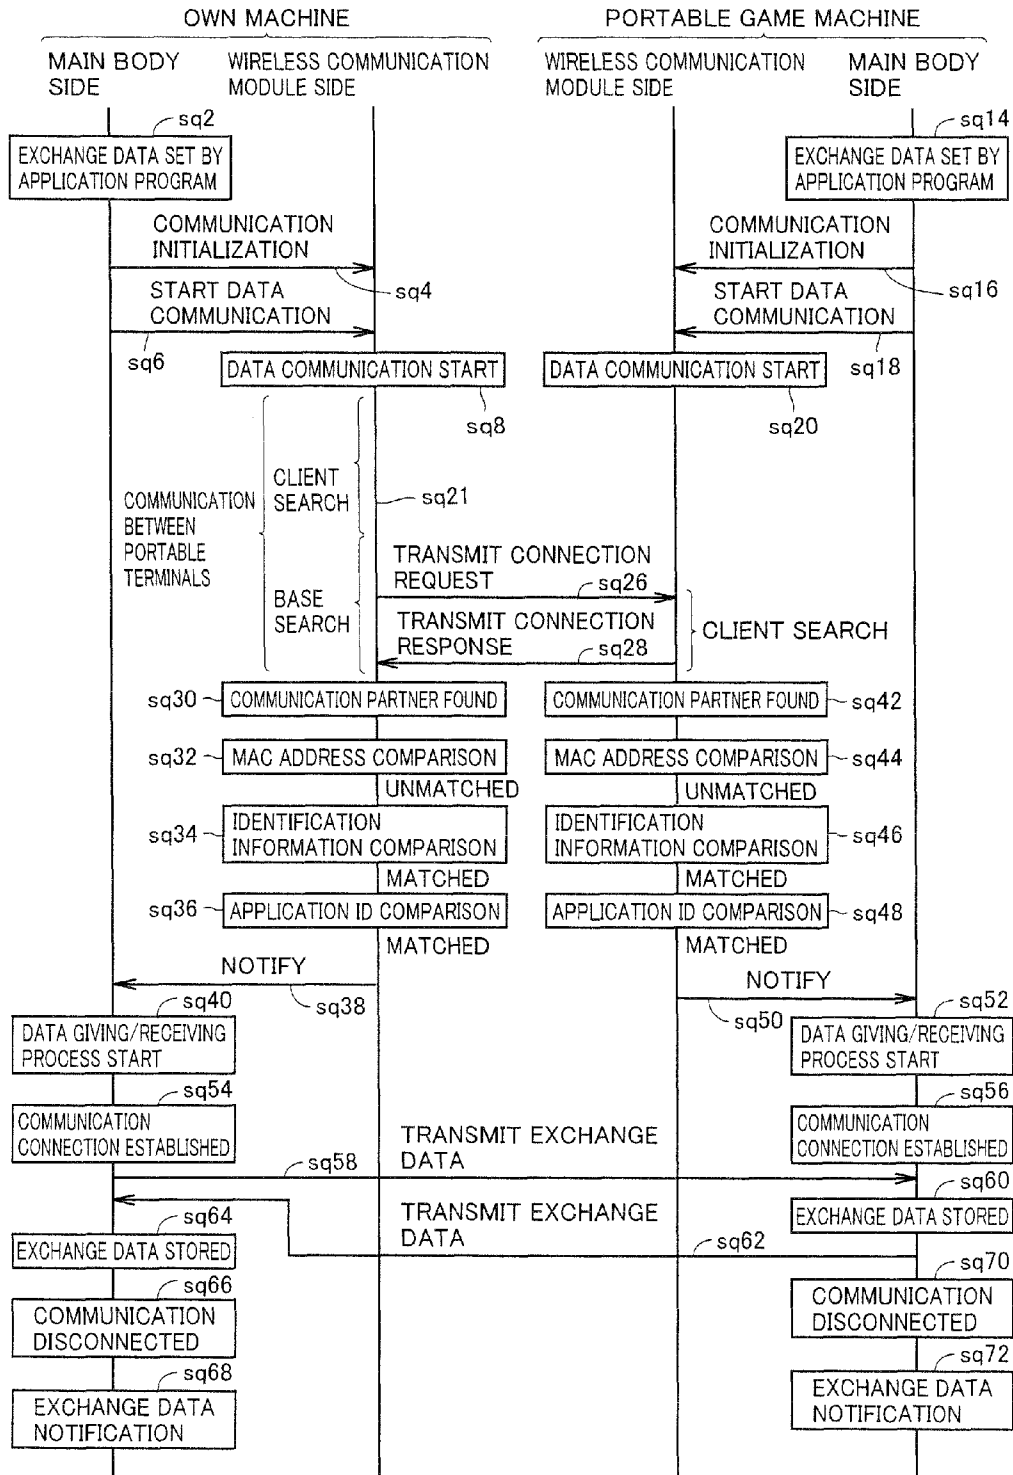 OWN MACHINE
PORTABLE GAME MACHINE
MAIN BODY
SIDE
WIRELESS COMMUNICATION
MODULE SIDE
WIRELESS COMMUNICATION
MODULE SIDE
MAIN BODY
SIDE
sq2
sq14
EXCHANGE DATA SET BY
APPLICATION PROGRAM
EXCHANGE DATA SET BY
APPLICATION PROGRAM
COMMUNICATION
INITIALIZATION
COMMUNICATION
INITIALIZATION
sq4
sq16
START DATA
COMMUNICATION
START DATA
COMMUNICATION
sq6
sq18
DATA COMMUNICATION START
DATA COMMUNICATION START
sq8
sq20
CLIENT
SEARCH
sq21
COMMUNICATION
BETWEEN
PORTABLE
TERMINALS
TRANSMIT CONNECTION
REQUEST
sq26
BASE
SEARCH
TRANSMIT CONNECTION
RESPONSE
sq28
CLIENT SEARCH
sq30
COMMUNICATION PARTNER FOUND
COMMUNICATION PARTNER FOUND
sq42
sq32
MAC ADDRESS COMPARISON
MAC ADDRESS COMPARISON
sq44
UNMATCHED
UNMATCHED
sq34
IDENTIFICATION
INFORMATION COMPARISON
IDENTIFICATION
INFORMATION COMPARISON
sq46
MATCHED
MATCHED
sq36
APPLICATION ID COMPARISON
APPLICATION ID COMPARISON
sq48
MATCHED
MATCHED
NOTIFY
NOTIFY
sq40
sq38
sq50
sq52
DATA GIVING/RECEIVING
PROCESS START
DATA GIVING/RECEIVING
PROCESS START
sq54
sq56
COMMUNICATION
CONNECTION ESTABLISHED
COMMUNICATION
CONNECTION ESTABLISHED
TRANSMIT EXCHANGE
DATA
sq58
sq60
sq64
TRANSMIT EXCHANGE
DATA
EXCHANGE DATA STORED
EXCHANGE DATA STORED
sq62
sq66
sq70
COMMUNICATION
DISCONNECTED
COMMUNICATION
DISCONNECTED
sq68
sq72
EXCHANGE DATA
NOTIFICATION
EXCHANGE DATA
NOTIFICATION